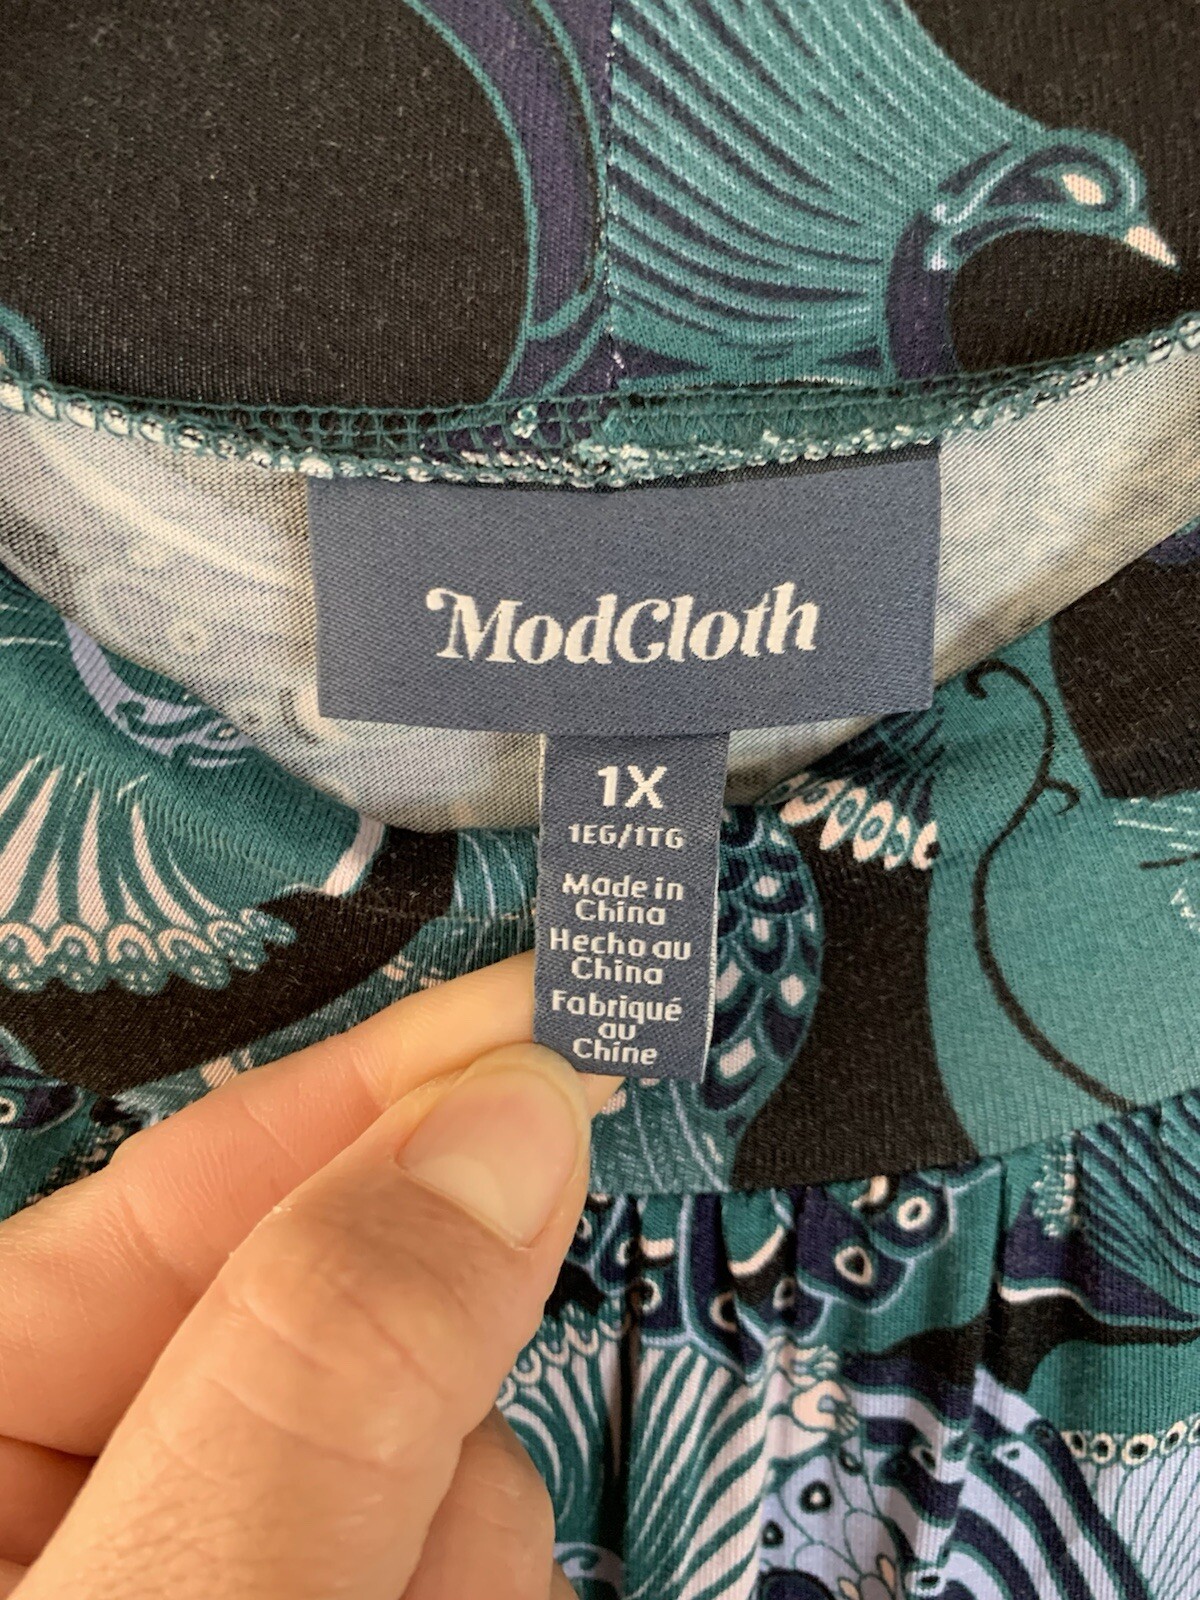 ModCloth
1X
1EG/1TG
Made in
China
Hecho au
China
Fabriqué
au
Chine